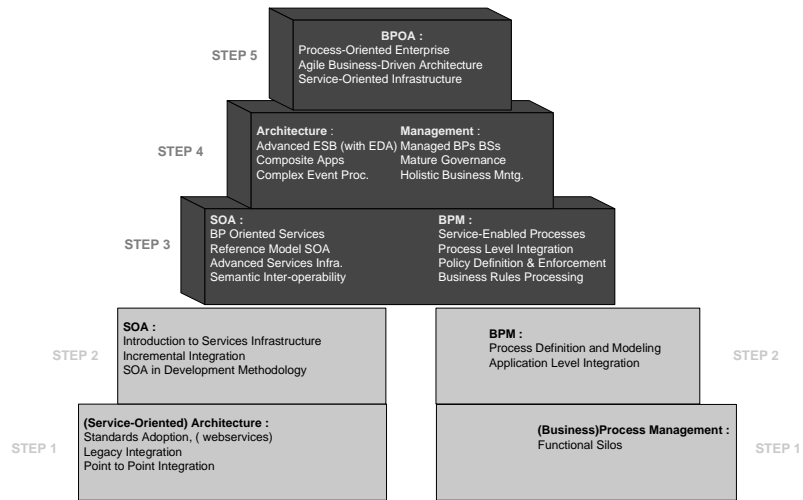 STEP 5
BPOA :
Process-Oriented Enterprise
Agile Business-Driven Architecture
Service-Oriented Infrastructure
STEP 4
Architecture :
Advanced ESB (with EDA)
Composite Apps
Complex Event Proc.
Management :
Managed BPs BSs
Mature Governance
Holistic Business Mntg.
STEP 3
SOA :
BP Oriented Services
Reference Model SOA
Advanced Services Infra.
Semantic Inter-operability
BPM :
Service-Enabled Processes
Process Level Integration
Policy Definition & Enforcement
Business Rules Processing
STEP 2
SOA :
Introduction to Services Infrastructure
Incremental Integration
SOA in Development Methodology
BPM :
Process Definition and Modeling
Application Level Integration
STEP 2
STEP 1
(Service-Oriented) Architecture :
Standards Adoption, ( webservices)
Legacy Integration
Point to Point Integration
(Business)Process Management :
Functional Silos
STEP 1